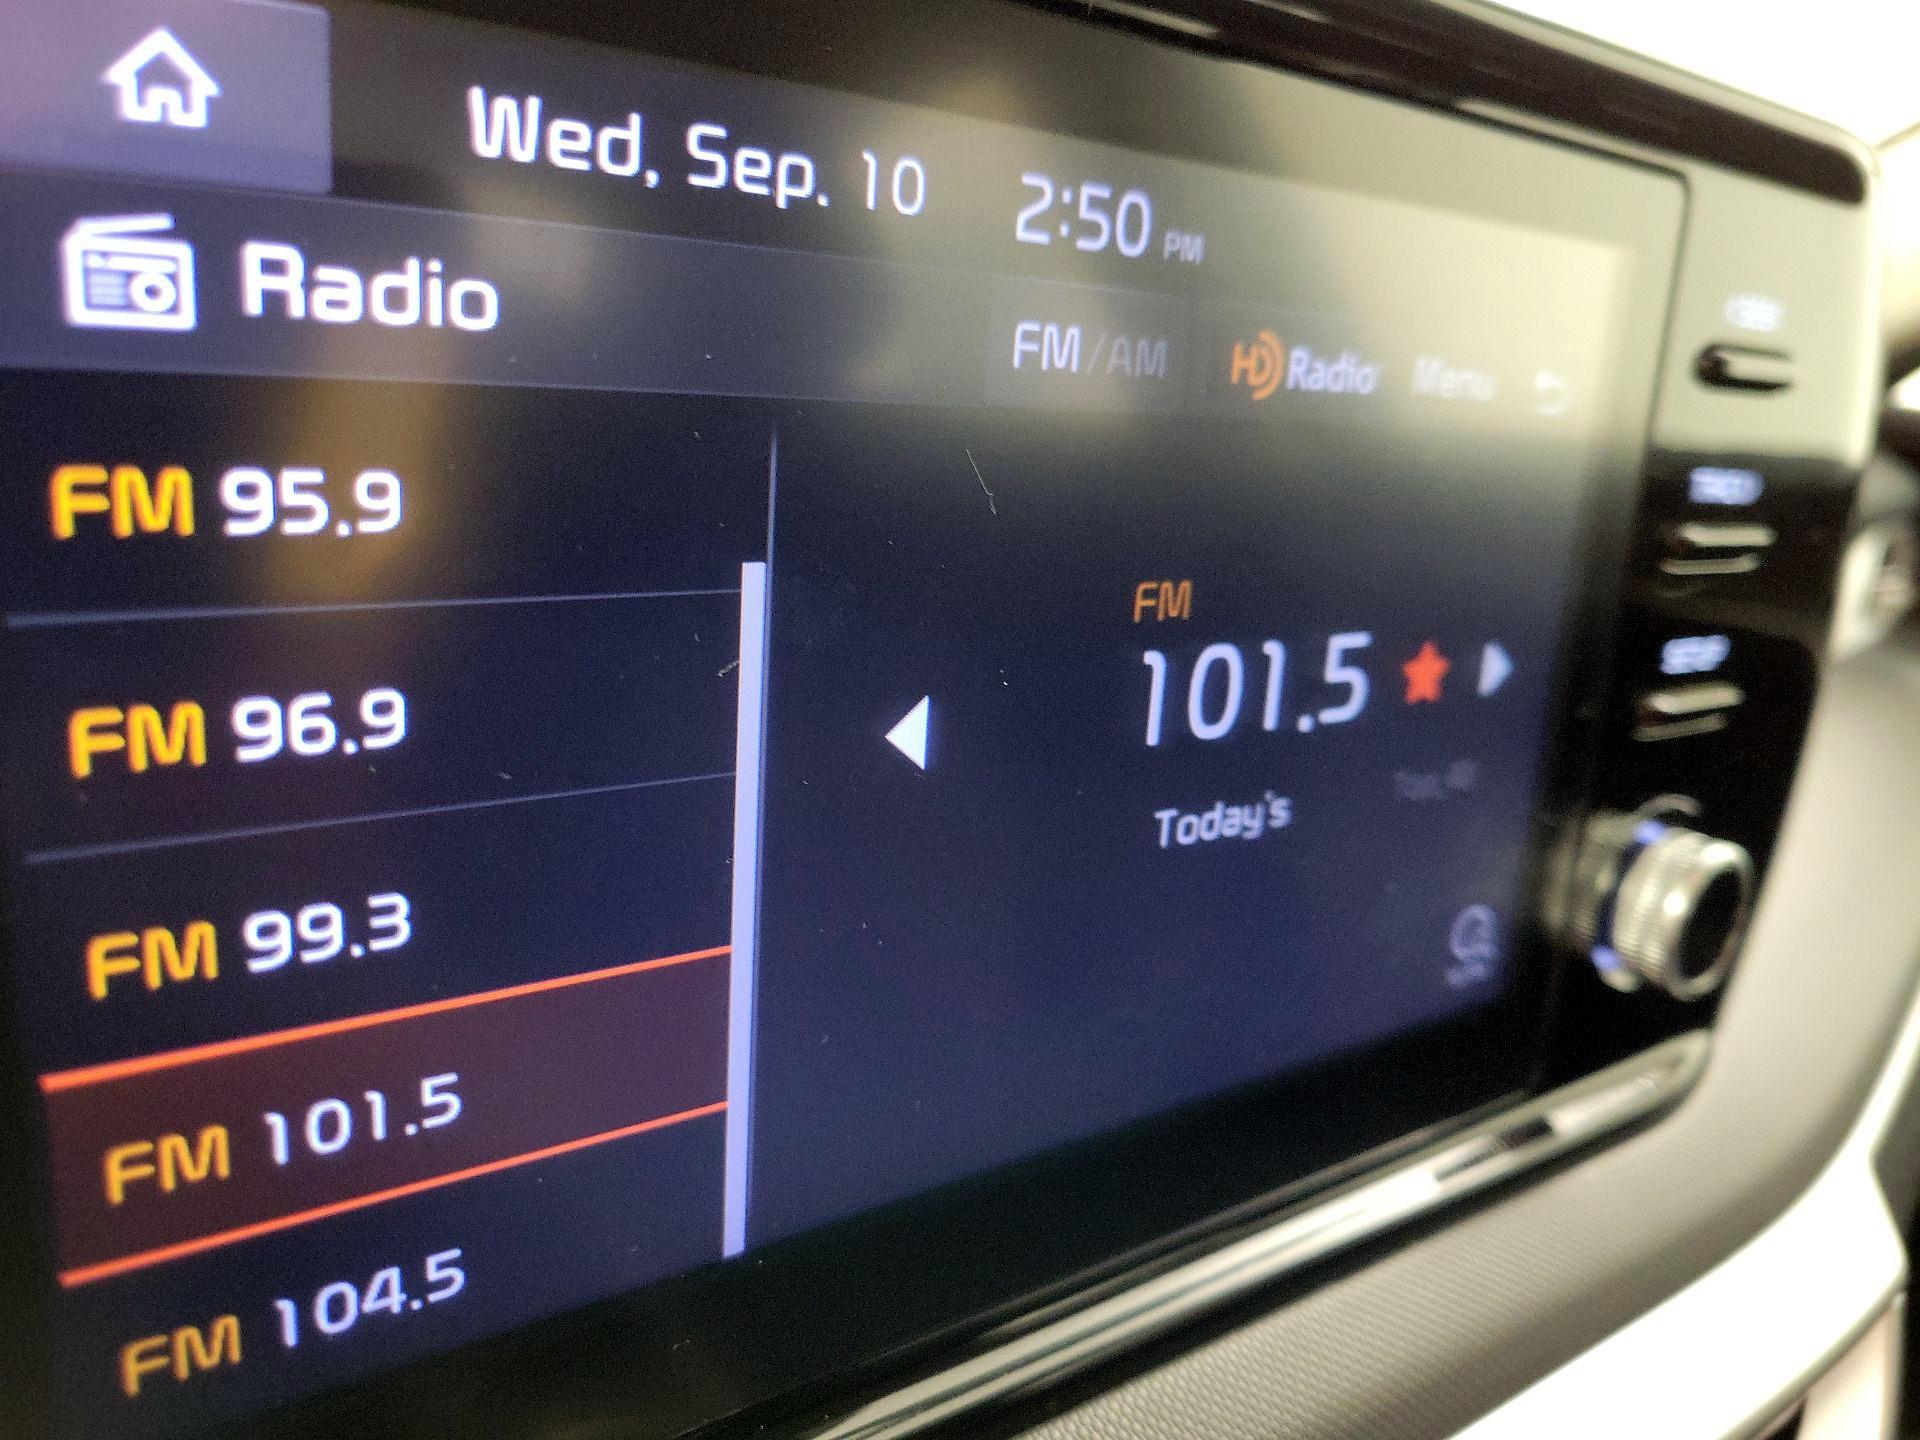 Wed, Sep. 10 2:50 PM
Radio
FM/AM HD Radio Menu
FM 95.9
FM 96.9
FM 99.3
FM 101.5
FM 104.5
FM
101.5
Today's
SETUP